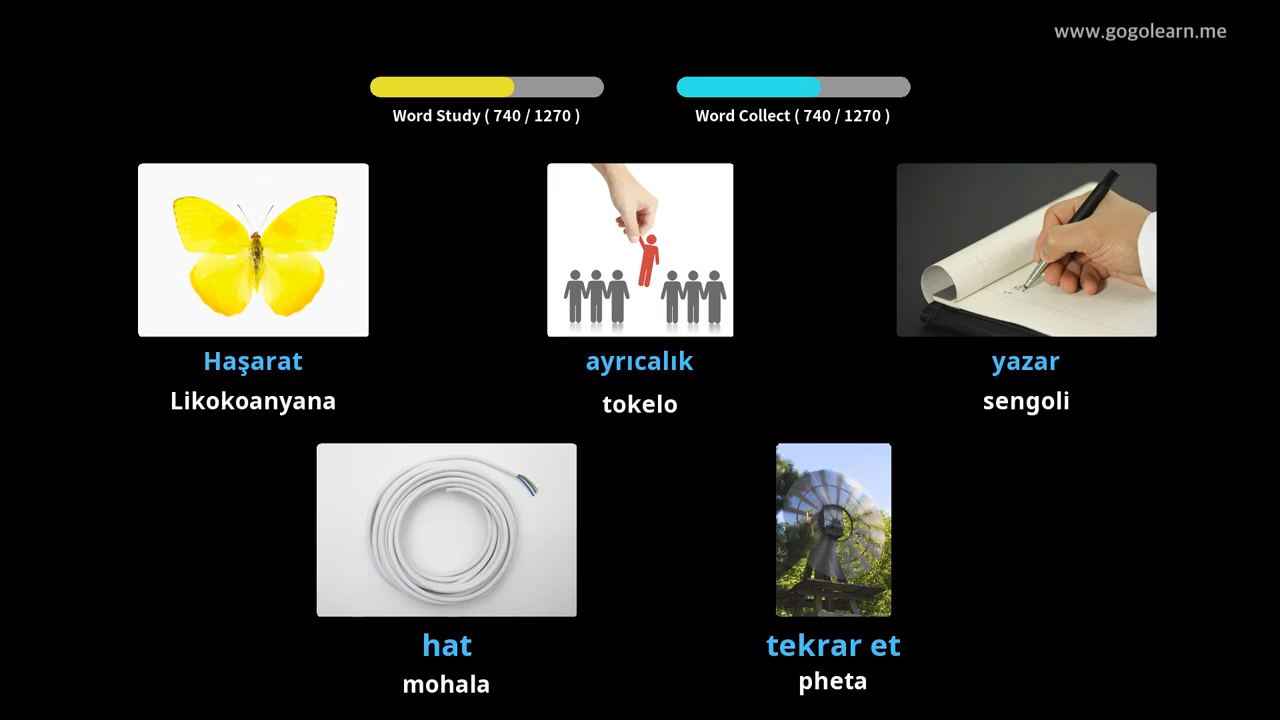 www.gogolearn.me
Word Study ( 740 / 1270 )
Word Collect ( 740 / 1270 )
Haşarat
Likokoanyana
ayrıcalık
tokelo
yazar
sengoli
hat
mohala
tekrar et
pheta